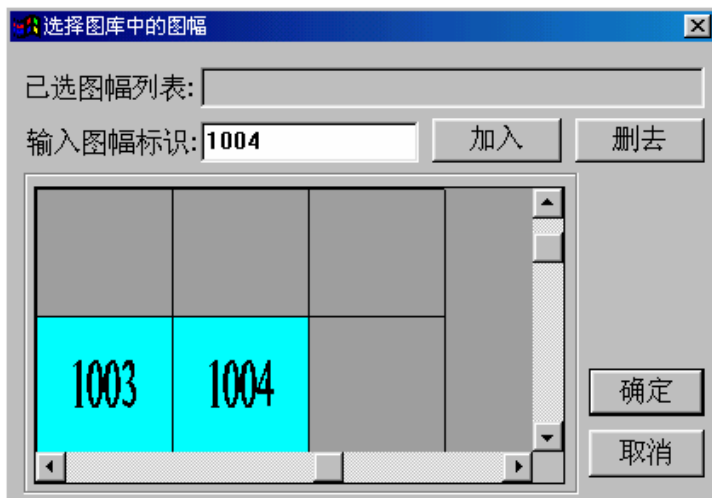 选择图库中的图幅
已选图幅列表:
输入图幅标识: 1004 加入 删去
1003 1004
确定
取消